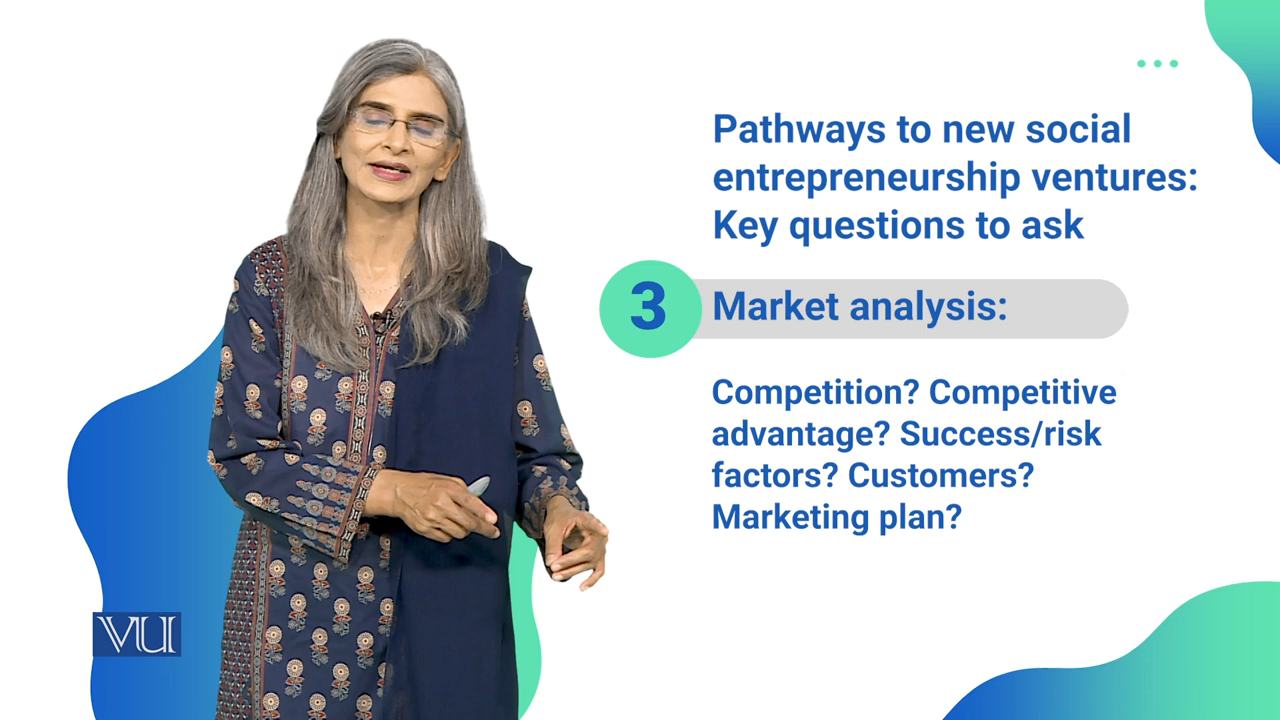 Pathways to new social
entrepreneurship ventures:
Key questions to ask
3 Market analysis:
Competition? Competitive
advantage? Success/risk
factors? Customers?
Marketing plan?
VU